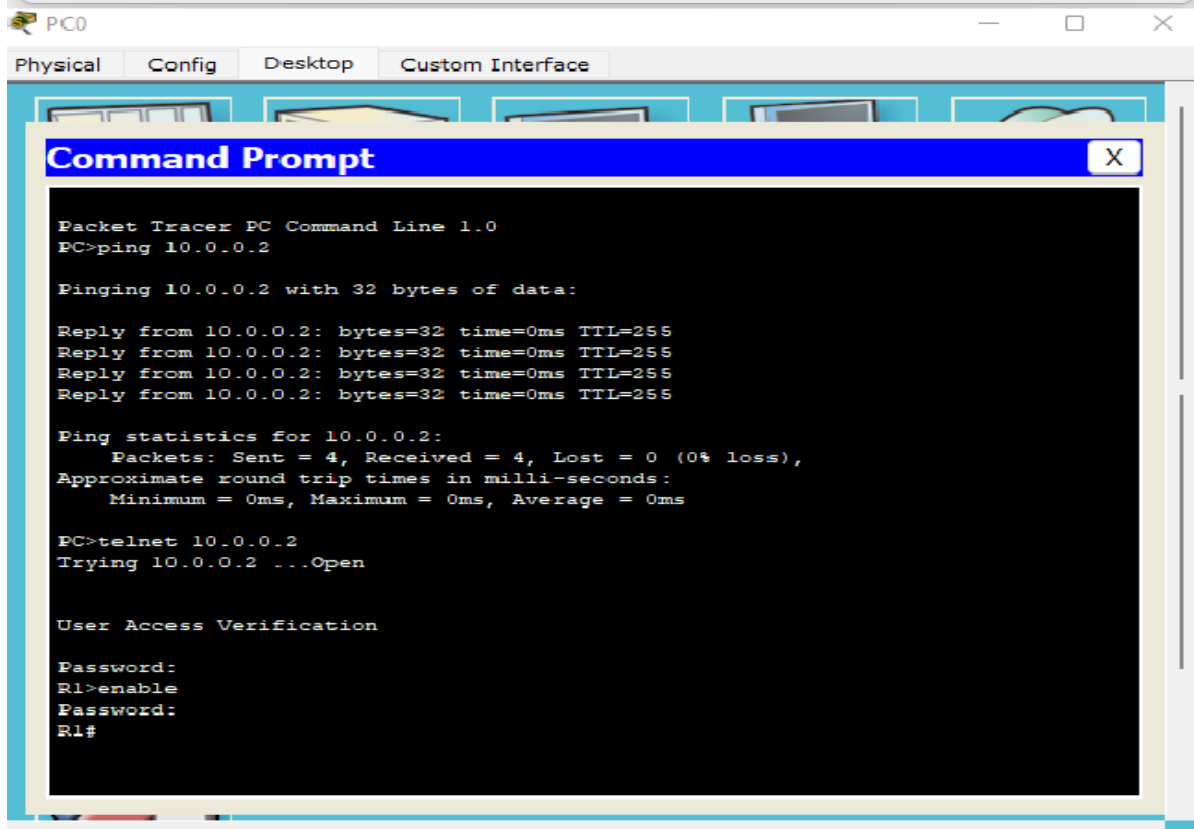 PC0
Physical Config Desktop Custom Interface
Command Prompt
X
Packet Tracer PC Command Line 1.0
PC>ping 10.0.0.2
Pinging 10.0.0.2 with 32 bytes of data:
Reply from 10.0.0.2: bytes=32 time=0ms TTL=255
Reply from 10.0.0.2: bytes=32 time=0ms TTL=255
Reply from 10.0.0.2: bytes=32 time=0ms TTL=255
Reply from 10.0.0.2: bytes=32 time=0ms TTL=255
Ping statistics for 10.0.0.2:
Packets: Sent = 4, Received = 4, Lost = 0 (0% loss),
Approximate round trip times in milli-seconds:
Minimum = 0ms, Maximum = 0ms, Average = 0ms
PC>telnet 10.0.0.2
Trying 10.0.0.2 ...Open
User Access Verification
Password:
R1>enable
Password:
R1#